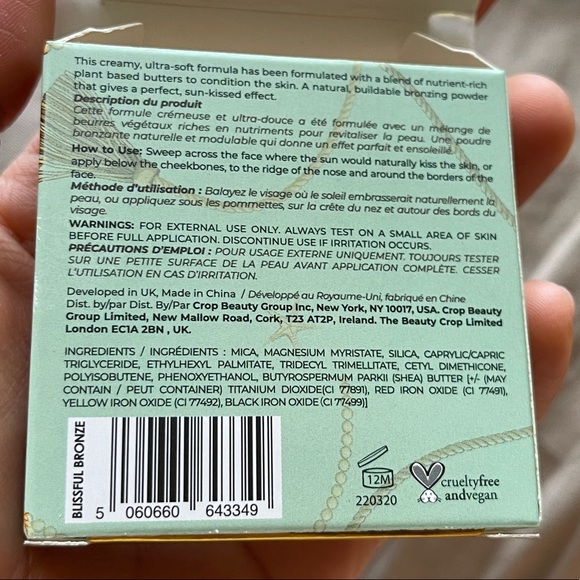 This creamy, ultra-soft formula has been formulated with a blend of nutrient-rich
plant based butters to condition the skin. A natural, buildable bronzing powder
that gives a perfect, sun-kissed effect.
Description du produit
Cette formule crémeuse et ultra-douce a été formulée avec un mélange de
beurres végétaux riches en nutriments pour revitaliser la peau. Une poudre
bronzante naturelle et modulable qui donne un effet parfait et ensoleillé.
How to Use: Sweep across the face where the sun would naturally kiss the skin, or
apply below the cheekbones, to the ridge of the nose and around the borders of the
face.
Méthode d'utilisation : Balayez le visage où le soleil embrasserait naturellement la
peau, ou appliquez sous les pommettes, sur la crête du nez et autour des bords du
visage.
WARNINGS: FOR EXTERNAL USE ONLY. ALWAYS TEST ON A SMALL AREA OF SKIN
BEFORE FULL APPLICATION. DISCONTINUE USE IF IRRITATION OCCURS.
PRÉCAUTIONS D'EMPLOI : POUR USAGE EXTERNE UNIQUEMENT. TOUJOURS TESTER
SUR UNE PETITE SURFACE DE LA PEAU AVANT APPLICATION COMPLÈTE. CESSER
L'UTILISATION EN CAS D'IRRITATION.
Developed in UK, Made in China / Développé au Royaume-Uni, fabriqué en Chine
Dist. by/par Dist. By/Par Crop Beauty Group Inc, New York, NY 10017, USA. Crop Beauty
Group Limited, New Mallow Road, Cork, T23 AT2P, Ireland. The Beauty Crop Limited
London EC1A 2BN , UK.
INGREDIENTS / INGRÉDIENTS : MICA, MAGNESIUM MYRISTATE, SILICA, CAPRYLIC/CAPRIC
TRIGLYCERIDE, ETHYLHEXYL PALMITATE, TRIDECYL TRIMELLITATE, CETYL DIMETHICONE,
POLYISOBUTENE, PHENOXYETHANOL, BUTYROSPERMUM PARKII (SHEA) BUTTER [+/- (MAY
CONTAIN / PEUT CONTENIR) TITANIUM DIOXIDE(CI 77891), RED IRON OXIDE (CI 77491),
YELLOW IRON OXIDE (CI 77492), BLACK IRON OXIDE (CI 77499)]
BLISSFUL BRONZE
5 060660 643349
12M
220320
crueltyfree
andvegan